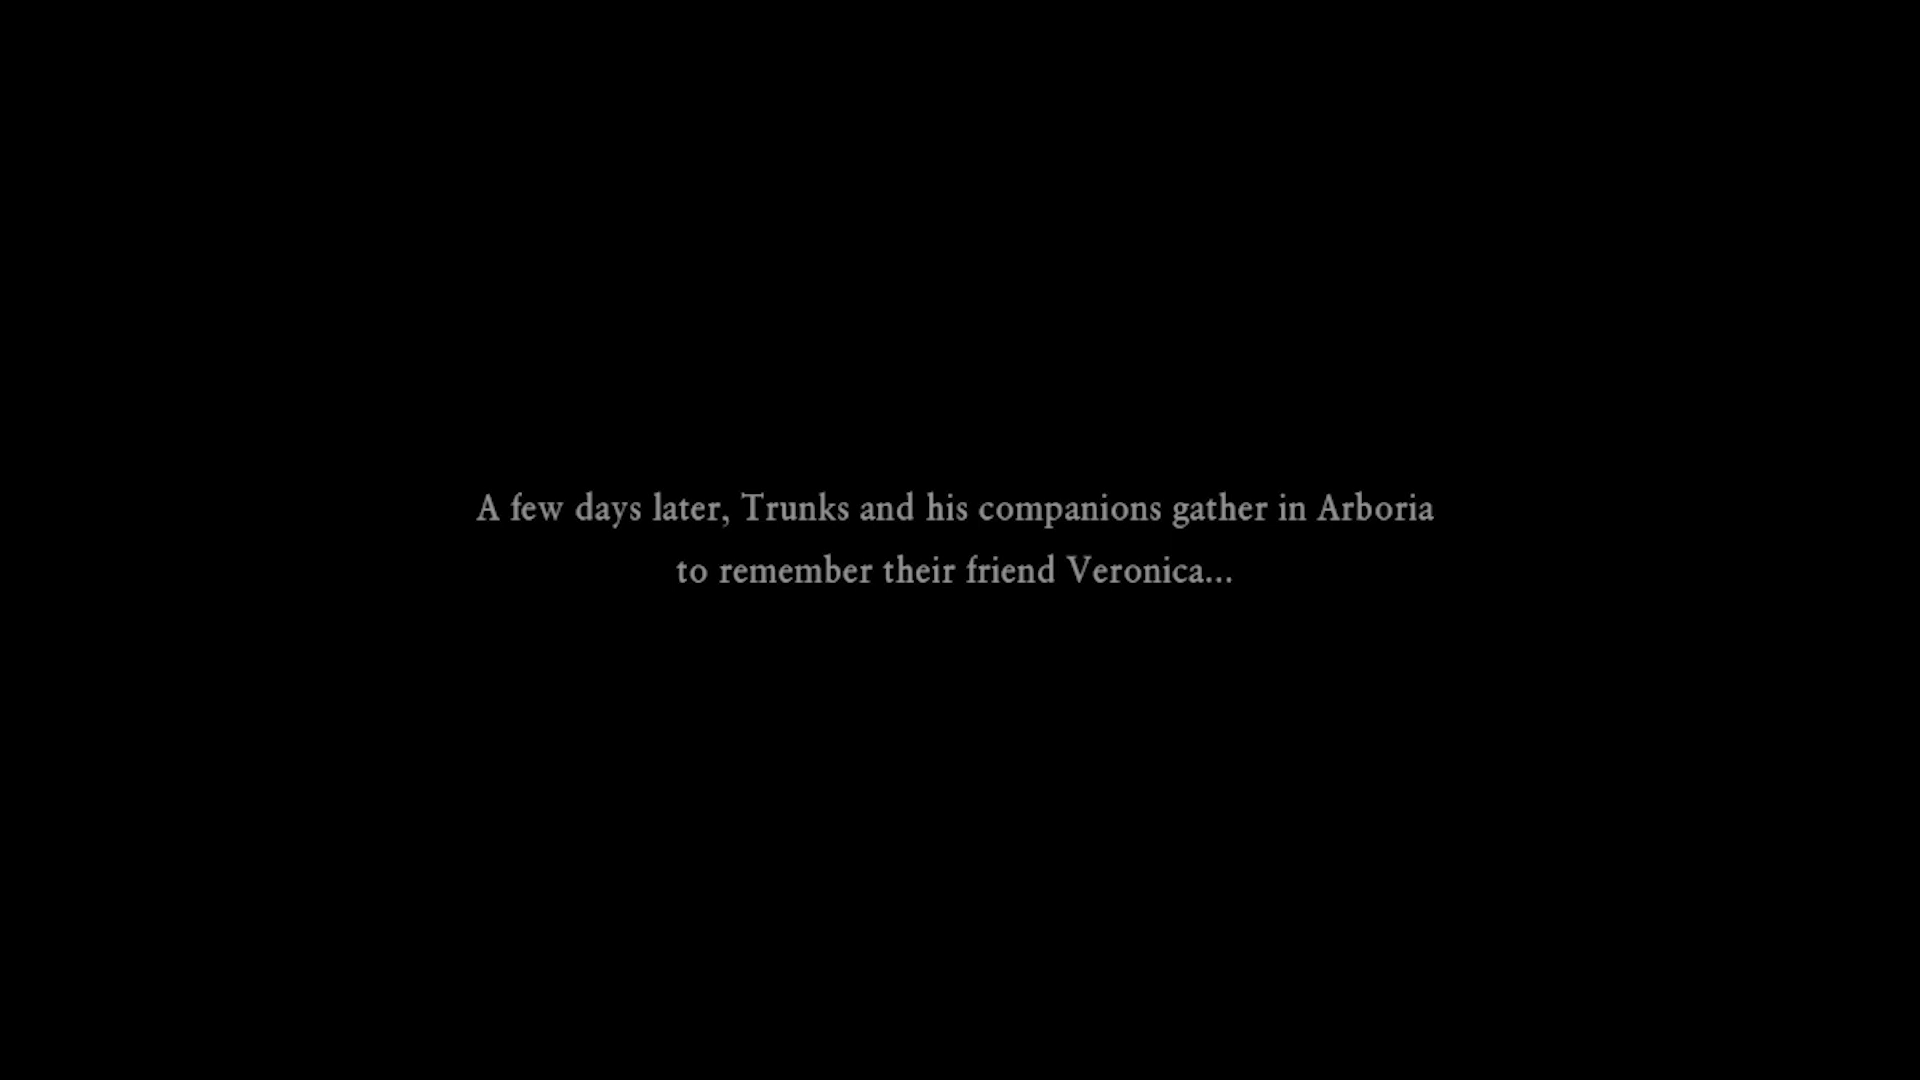 A few days later, Trunks and his companions gather in Arboria
to remember their friend Veronica...